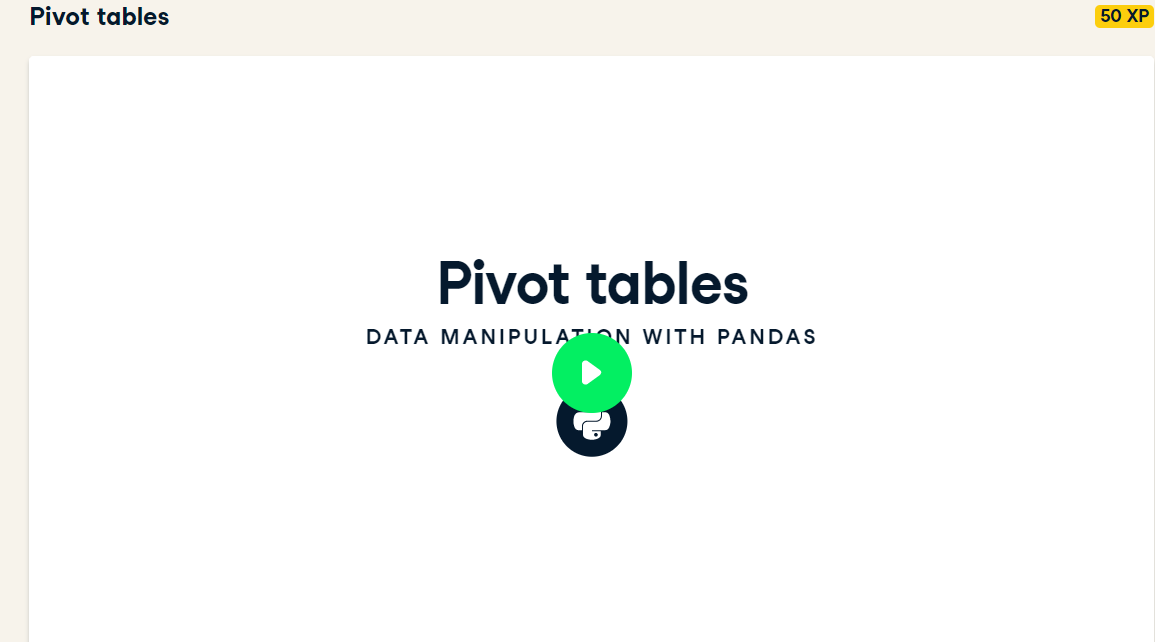 Pivot tables
50 XP
Pivot tables
DATA MANIPULATION WITH PANDAS